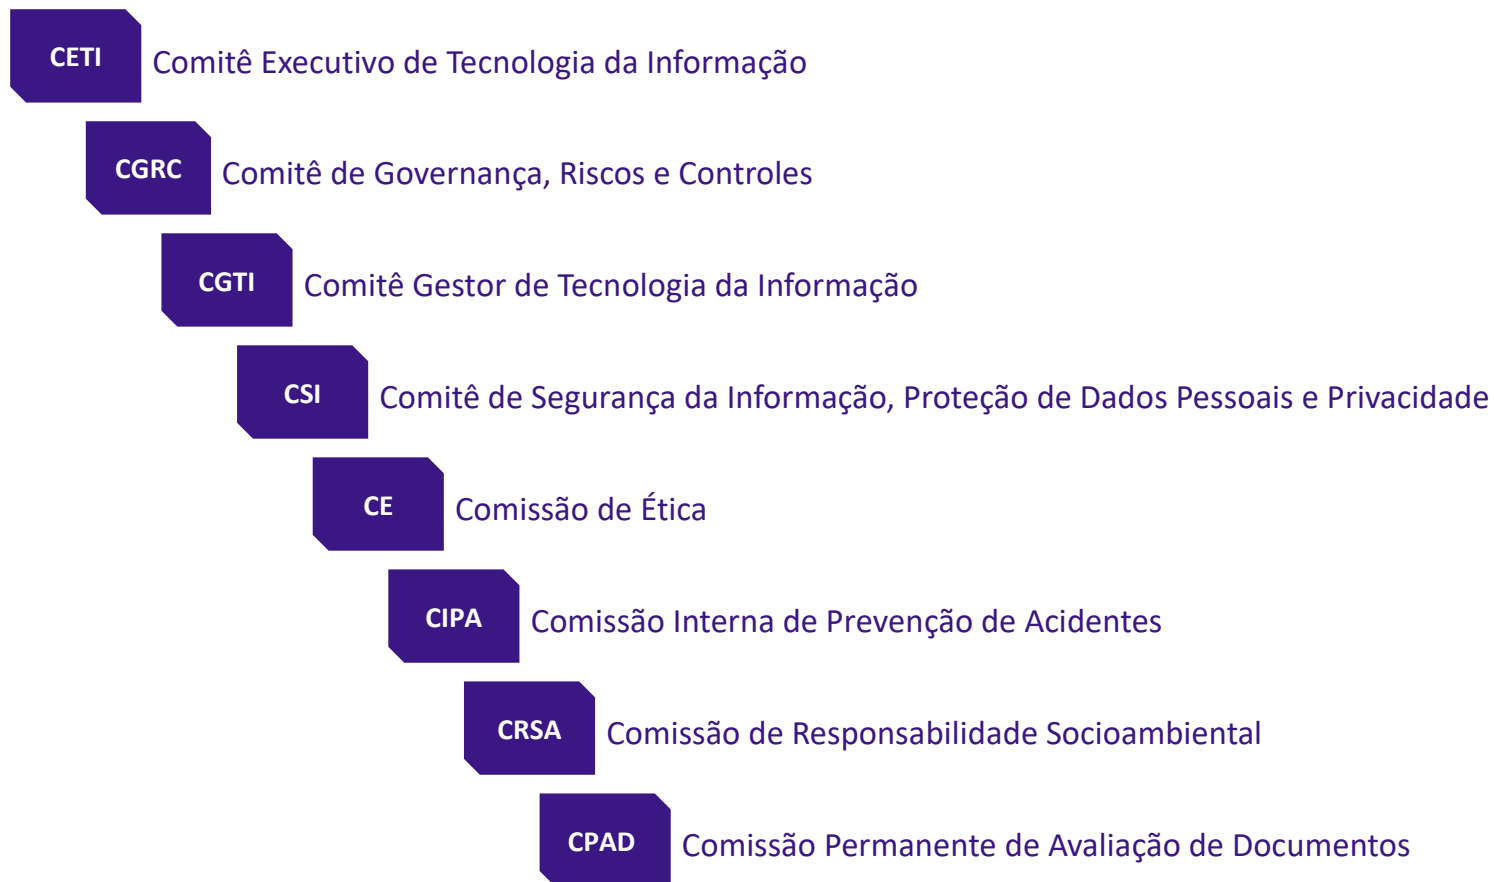 CETI Comitê Executivo de Tecnologia da Informação
CGRC Comitê de Governança, Riscos e Controles
CGTI Comitê Gestor de Tecnologia da Informação
CSI Comitê de Segurança da Informação, Proteção de Dados Pessoais e Privacidade
CE Comissão de Ética
CIPA Comissão Interna de Prevenção de Acidentes
CRSA Comissão de Responsabilidade Socioambiental
CPAD Comissão Permanente de Avaliação de Documentos